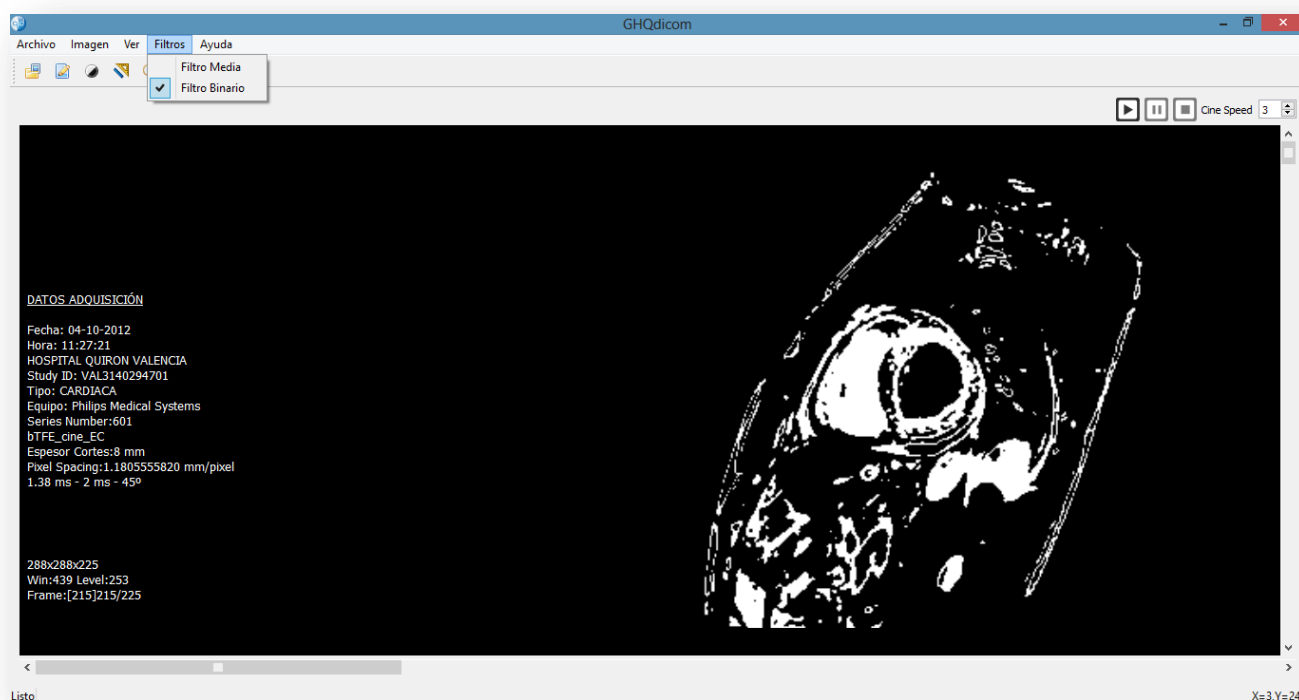 GHQdicom
Archivo Imagen Ver Filtros Ayuda
Filtro Media
Filtro Binario
Cine Speed 3
DATOS ADQUISICIÓN
Fecha: 04-10-2012
Hora: 11:27:21
HOSPITAL QUIRON VALENCIA
Study ID: VAL3140294701
Tipo: CARDIACA
Equipo: Philips Medical Systems
Series Number:601
bTFE_cine_EC
Espesor Cortes:8 mm
Pixel Spacing:1.1805555820 mm/pixel
1.38 ms - 2 ms - 45º
288x288x225
Win:439 Level:253
Frame:[215]215/225
Listo
X=3,Y=24